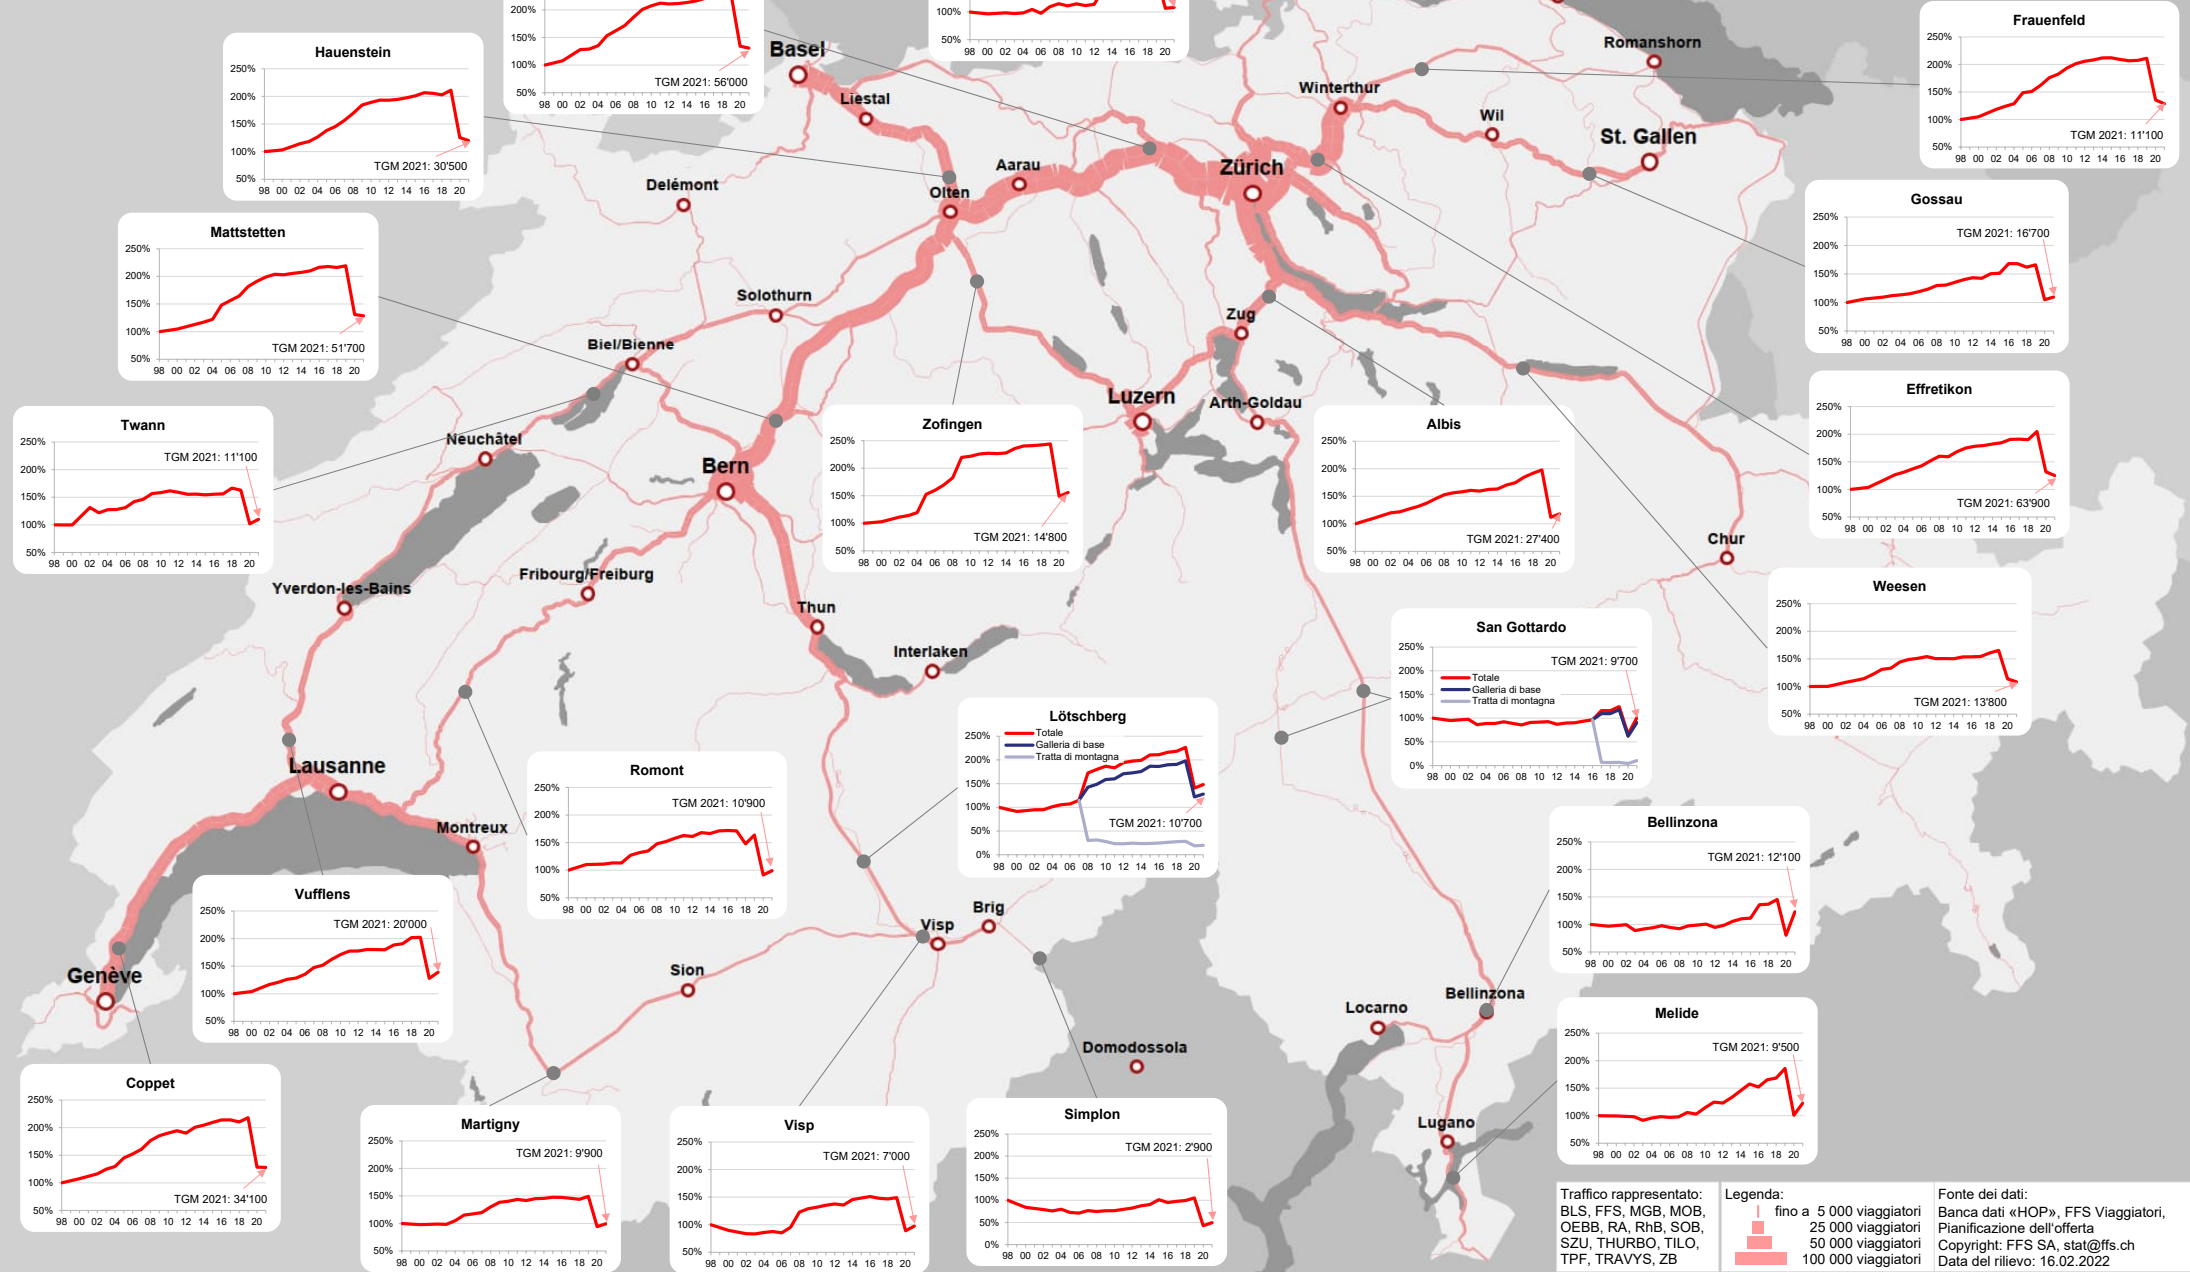 200%
150%
100%
50%
98 00 02 04 06 08 10 12 14 16 18 20
TGM 2021: 56'000
100%
50%
98 00 02 04 06 08 10 12 14 16 18 20
Hauenstein
250%
200%
150%
100%
50%
98 00 02 04 06 08 10 12 14 16 18 20
TGM 2021: 30'500
Frauenfeld
250%
200%
150%
100%
50%
98 00 02 04 06 08 10 12 14 16 18 20
TGM 2021: 11'100
Basel
Liestal
Delémont
Olten
Aarau
Zürich
Winterthur
Romanshorn
Wil
St. Gallen
Mattstetten
250%
200%
150%
100%
50%
98 00 02 04 06 08 10 12 14 16 18 20
TGM 2021: 51'700
Gossau
250%
200%
150%
100%
50%
98 00 02 04 06 08 10 12 14 16 18 20
TGM 2021: 16'700
Solothurn
Biel/Bienne
Zug
Luzern
Arth-Goldau
Neuchâtel
Bern
Twann
250%
200%
150%
100%
50%
98 00 02 04 06 08 10 12 14 16 18 20
TGM 2021: 11'100
Zofingen
250%
200%
150%
100%
50%
98 00 02 04 06 08 10 12 14 16 18 20
TGM 2021: 14'800
Albis
250%
200%
150%
100%
50%
98 00 02 04 06 08 10 12 14 16 18 20
TGM 2021: 27'400
Effretikon
250%
200%
150%
100%
50%
98 00 02 04 06 08 10 12 14 16 18 20
TGM 2021: 63'900
Chur
Yverdon-les-Bains
Fribourg/Freiburg
Thun
Interlaken
Weesen
250%
200%
150%
100%
50%
98 00 02 04 06 08 10 12 14 16 18 20
TGM 2021: 13'800
San Gottardo
250%
200%
150%
100%
50%
0%
98 00 02 04 06 08 10 12 14 16 18 20
TGM 2021: 9'700
Totale
Galleria di base
Tratta di montagna
Lötschberg
250%
200%
150%
100%
50%
0%
98 00 02 04 06 08 10 12 14 16 18 20
Totale
Galleria di base
Tratta di montagna
TGM 2021: 10'700
Lausanne
Montreux
Romont
250%
200%
150%
100%
50%
98 00 02 04 06 08 10 12 14 16 18 20
TGM 2021: 10'900
Bellinzona
250%
200%
150%
100%
50%
98 00 02 04 06 08 10 12 14 16 18 20
TGM 2021: 12'100
Vufflens
250%
200%
150%
100%
50%
98 00 02 04 06 08 10 12 14 16 18 20
TGM 2021: 20'000
Genève
Sion
Visp
Brig
Domodossola
Locarno
Bellinzona
Lugano
Melide
250%
200%
150%
100%
50%
98 00 02 04 06 08 10 12 14 16 18 20
TGM 2021: 9'500
Coppet
250%
200%
150%
100%
50%
98 00 02 04 06 08 10 12 14 16 18 20
TGM 2021: 34'100
Martigny
250%
200%
150%
100%
50%
98 00 02 04 06 08 10 12 14 16 18 20
TGM 2021: 9'900
Visp
250%
200%
150%
100%
50%
98 00 02 04 06 08 10 12 14 16 18 20
TGM 2021: 7'000
Simplon
250%
200%
150%
100%
50%
0%
98 00 02 04 06 08 10 12 14 16 18 20
TGM 2021: 2'900
Traffico rappresentato:
BLS, FFS, MGB, MOB,
OEBB, RA, RhB, SOB,
SZU, THURBO, TILO,
TPF, TRAVYS, ZB
Legenda:
fino a 5 000 viaggiatori
25 000 viaggiatori
50 000 viaggiatori
100 000 viaggiatori
Fonte dei dati:
Banca dati «HOP», FFS Viaggiatori,
Pianificazione dell'offerta
Copyright: FFS SA, stat@ffs.ch
Data del rilievo: 16.02.2022